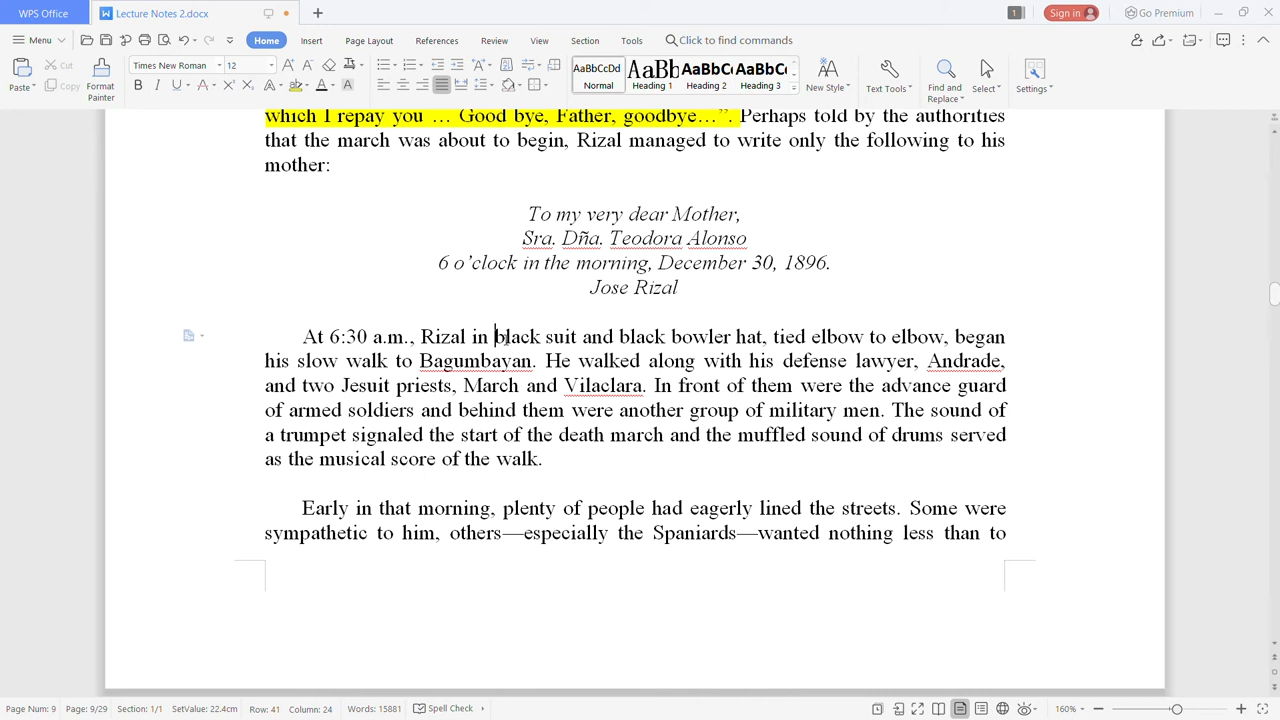 WPS Office
Lecture Notes 2.docx
+
1
Sign in
Go Premium
Menu
Home
Insert
Page Layout
References
Review
View
Section
Tools
Click to find commands
Paste
Cut
Copy
Format Painter
Times New Roman
12
AaBbCcDd
Normal
AaBb
Heading 1
AaBbC
Heading 2
AaBbC
Heading 3
New Style
Text Tools
Find and Replace
Select
Settings
which I repay you … Good bye, Father, goodbye…”. Perhaps told by the authorities
that the march was about to begin, Rizal managed to write only the following to his
mother:
To my very dear Mother,
Sra. Dña. Teodora Alonso
6 o’clock in the morning, December 30, 1896.
Jose Rizal
At 6:30 a.m., Rizal in black suit and black bowler hat, tied elbow to elbow, began
his slow walk to Bagumbayan. He walked along with his defense lawyer, Andrade,
and two Jesuit priests, March and Vilaclara. In front of them were the advance guard
of armed soldiers and behind them were another group of military men. The sound of
a trumpet signaled the start of the death march and the muffled sound of drums served
as the musical score of the walk.
Early in that morning, plenty of people had eagerly lined the streets. Some were
sympathetic to him, others—especially the Spaniards—wanted nothing less than to
Page Num: 9 Page: 9/29 Section: 1/1 SetValue: 22.4cm Row: 41 Column: 24 Words: 15881 Spell Check 160%